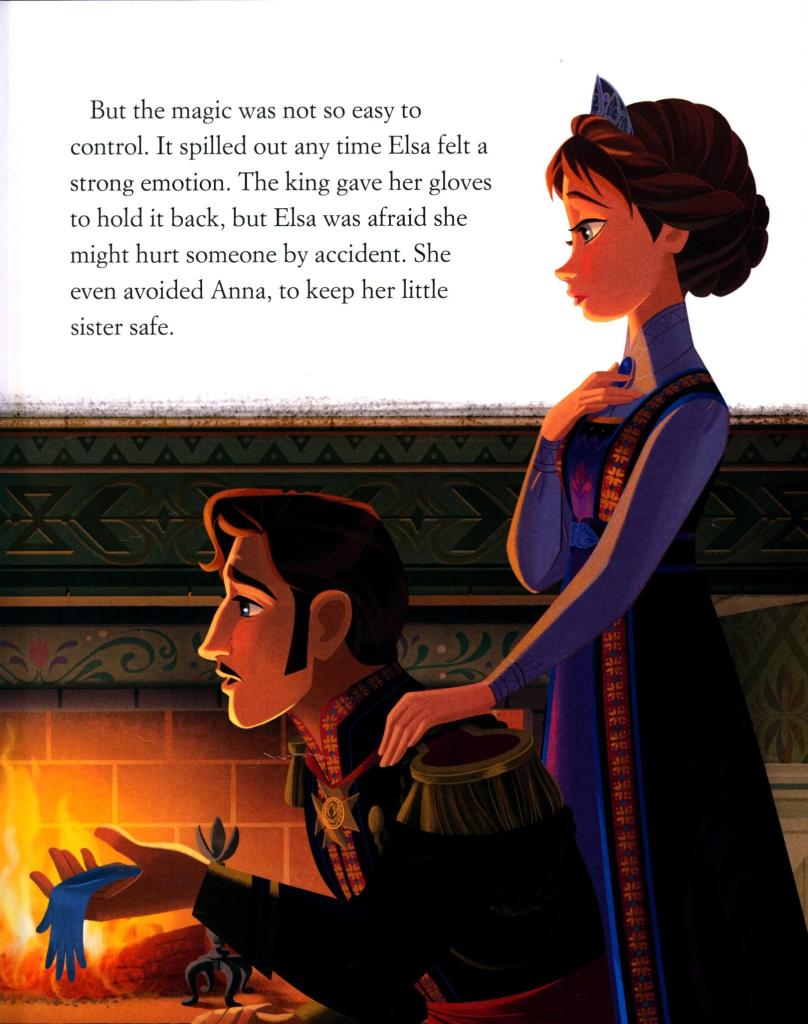 But the magic was not so easy to
control. It spilled out any time Elsa felt a
strong emotion. The king gave her gloves
to hold it back, but Elsa was afraid she
might hurt someone by accident. She
even avoided Anna, to keep her little
sister safe.